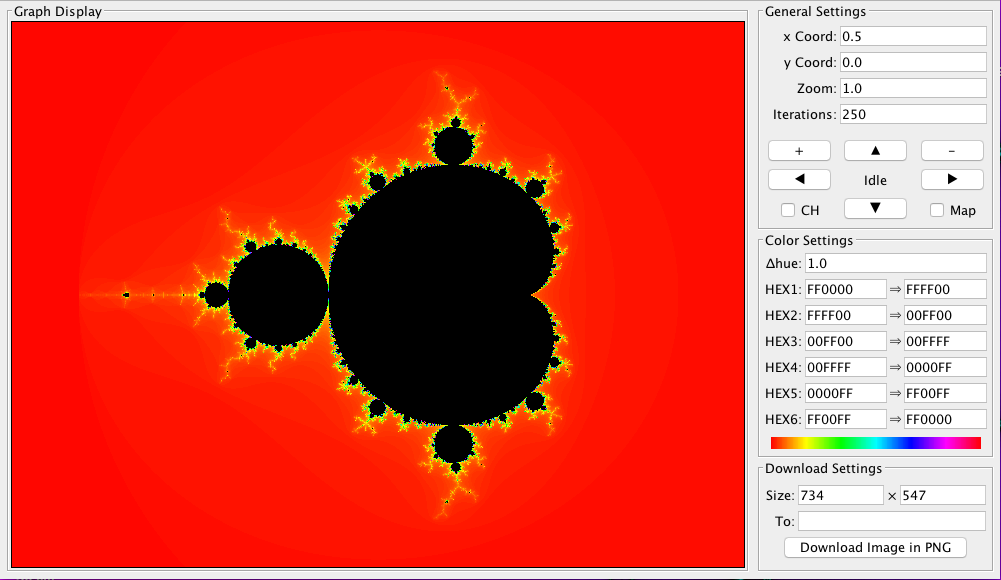 Graph Display
General Settings
x Coord: 0.5
y Coord: 0.0
Zoom: 1.0
Iterations: 250
+ ▲ –
◀ Idle ▶
CH ▼ Map
Color Settings
Δhue: 1.0
HEX1: FF0000 ⇒ FFFF00
HEX2: FFFF00 ⇒ 00FF00
HEX3: 00FF00 ⇒ 00FFFF
HEX4: 00FFFF ⇒ 0000FF
HEX5: 0000FF ⇒ FF00FF
HEX6: FF00FF ⇒ FF0000
Download Settings
Size: 734 × 547
To:
Download Image in PNG